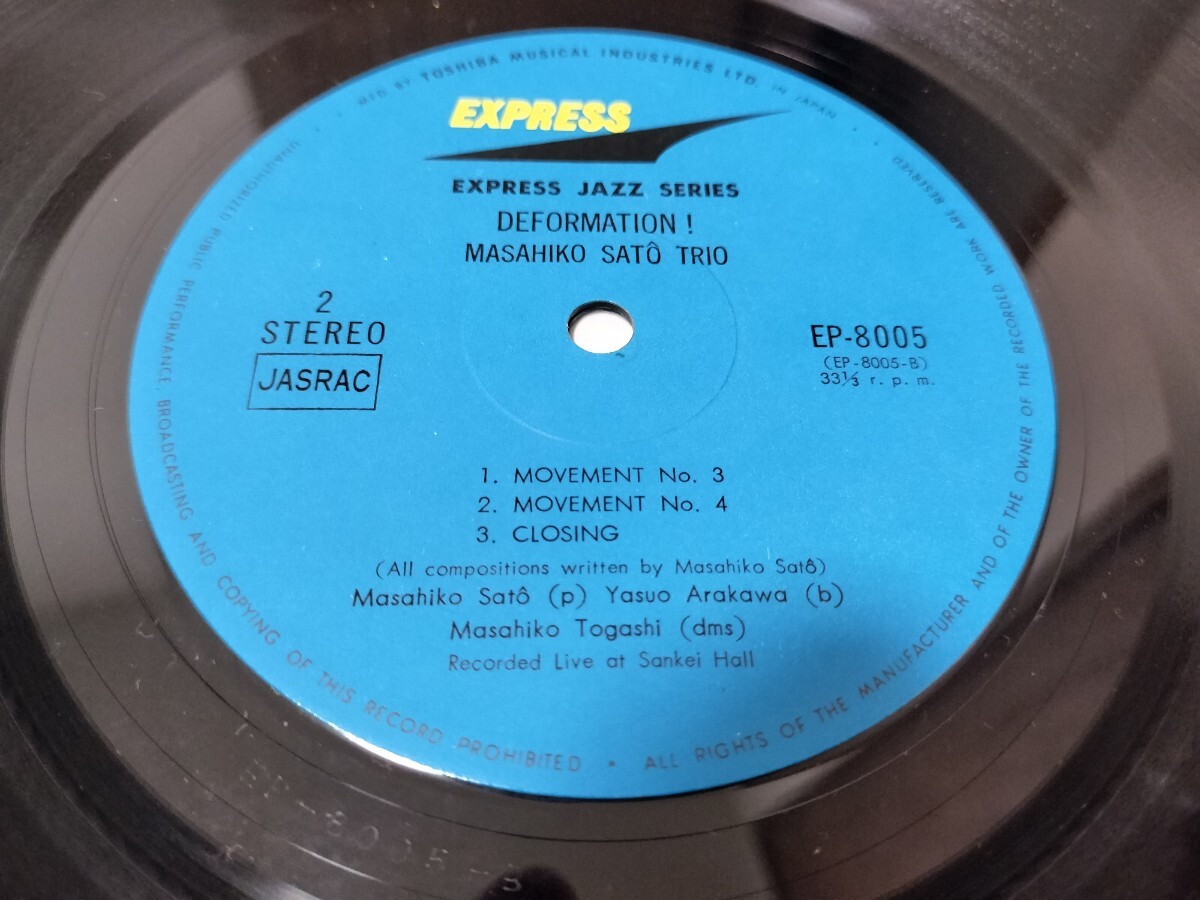 MFD BY TOSHIBA MUSICAL INDUSTRIES LTD. IN JAPAN •
EXPRESS
EXPRESS JAZZ SERIES
DEFORMATION !
MASAHIKO SATÔ TRIO
2
STEREO
JASRAC
EP-8005
(EP-8005-B)
33⅓ r. p. m.
1. MOVEMENT No. 3
2. MOVEMENT No. 4
3. CLOSING
(All compositions written by Masahiko Satô)
Masahiko Satô (p) Yasuo Arakawa (b)
Masahiko Togashi (dms)
Recorded Live at Sankei Hall
UNAUTHORIZED PUBLIC PERFORMANCE, BROADCASTING AND COPYING OF THIS RECORD PROHIBITED • ALL RIGHTS OF THE MANUFACTURER AND OF THE OWNER OF THE RECORDED WORK ARE RESERVED